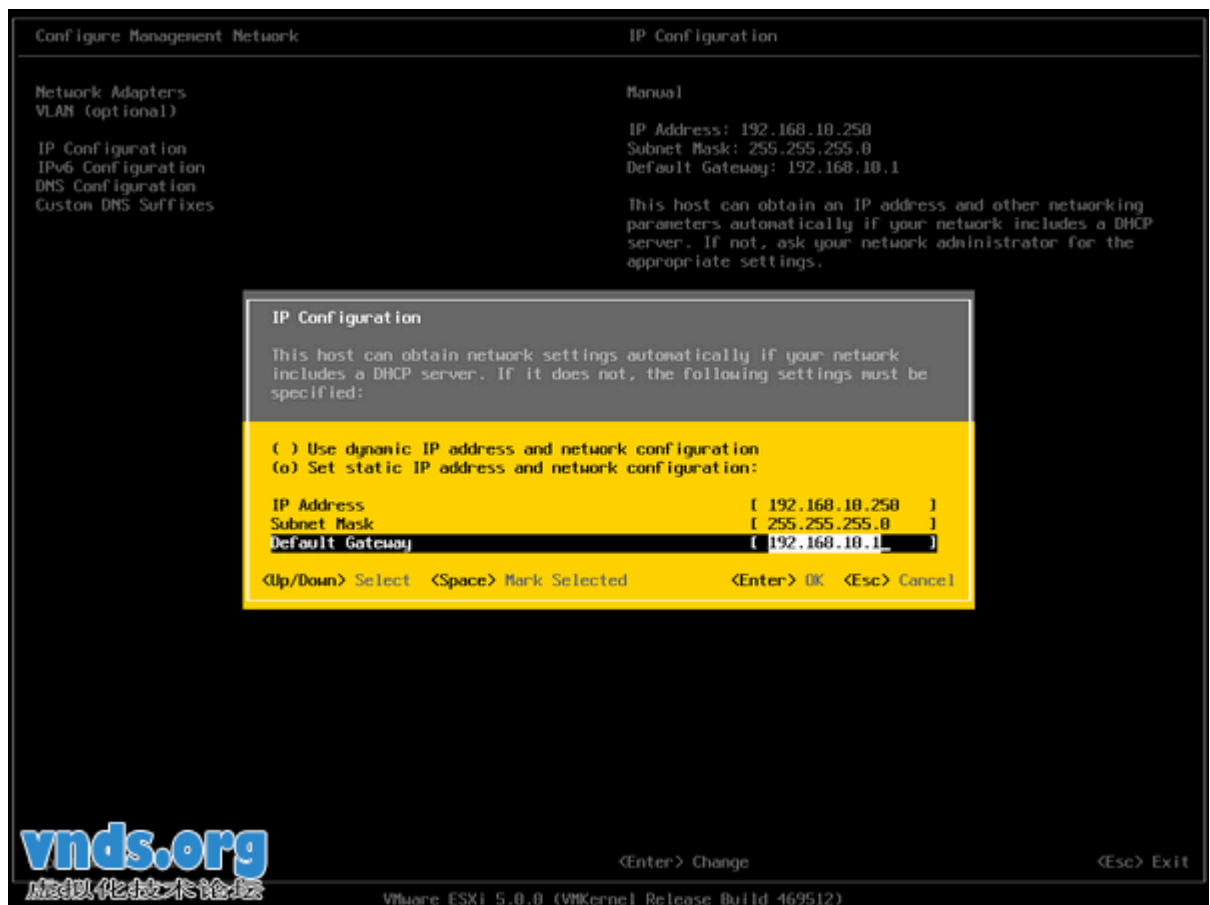 Configure Management Network
IP Configuration
Network Adapters
VLAN (optional)
IP Configuration
IPv6 Configuration
DNS Configuration
Custom DNS Suffixes
Manual
IP Address: 192.168.10.250
Subnet Mask: 255.255.255.0
Default Gateway: 192.168.10.1
This host can obtain an IP address and other networking
parameters automatically if your network includes a DHCP
server. If not, ask your network administrator for the
appropriate settings.
IP Configuration
This host can obtain network settings automatically if your network
includes a DHCP server. If it does not, the following settings must be
specified:
( ) Use dynamic IP address and network configuration
(o) Set static IP address and network configuration:
IP Address [ 192.168.10.250 ]
Subnet Mask [ 255.255.255.0 ]
Default Gateway [ 192.168.10.1_ ]
<Up/Down> Select <Space> Mark Selected <Enter> OK <Esc> Cancel
<Enter> Change <Esc> Exit
vnds.org
虚拟化技术论坛
VMware ESXi 5.0.0 (VMKernel Release Build 469512)